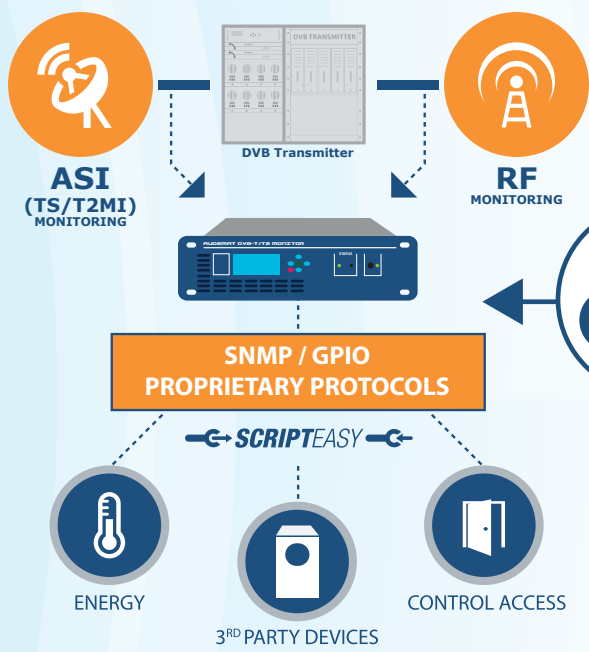 DVB TRANSMITTER
DVB Transmitter
ASI
(TS/T2MI)
MONITORING
RF
MONITORING
AUDEMAT DVB-T/T2 MONITOR
STATUS
SNMP / GPIO
PROPRIETARY PROTOCOLS
SCRIPTEASY
ENERGY
3RD PARTY DEVICES
CONTROL ACCESS